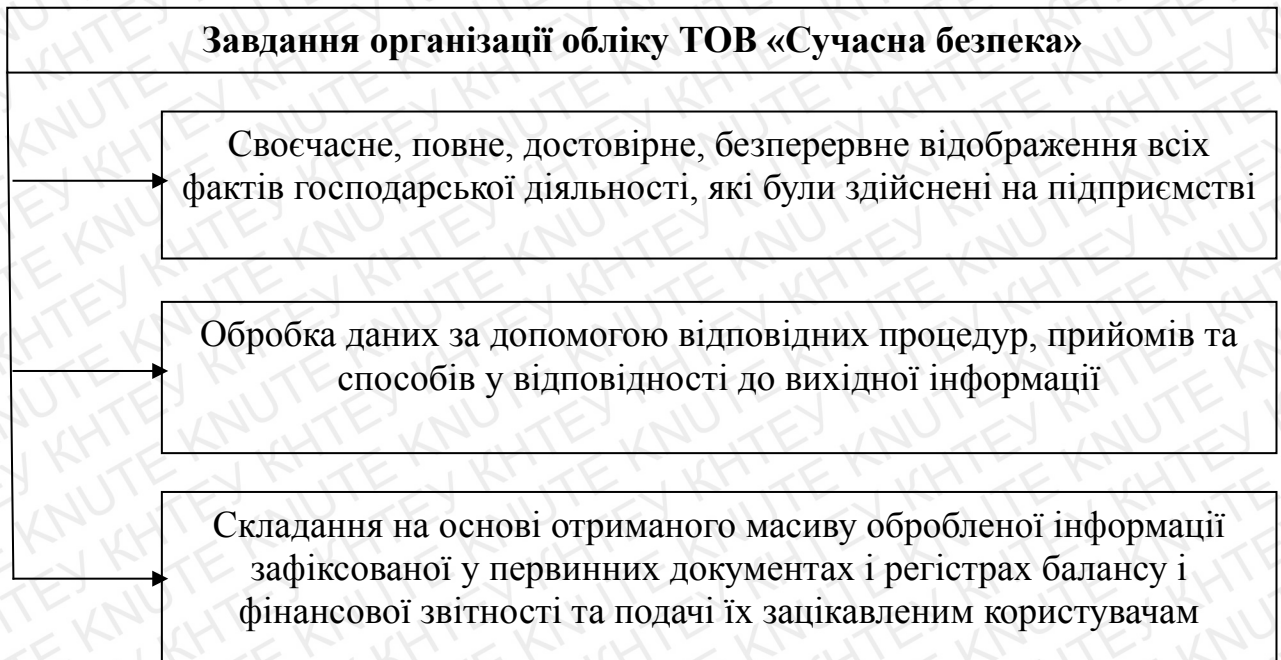 Завдання організації обліку ТОВ «Сучасна безпека»
Своєчасне, повне, достовірне, безперервне відображення всіх
фактів господарської діяльності, які були здійснені на підприємстві
Обробка даних за допомогою відповідних процедур, прийомів та
способів у відповідності до вихідної інформації
Складання на основі отриманого масиву обробленої інформації
зафіксованої у первинних документах і регістрах балансу і
фінансової звітності та подачі їх зацікавленим користувачам